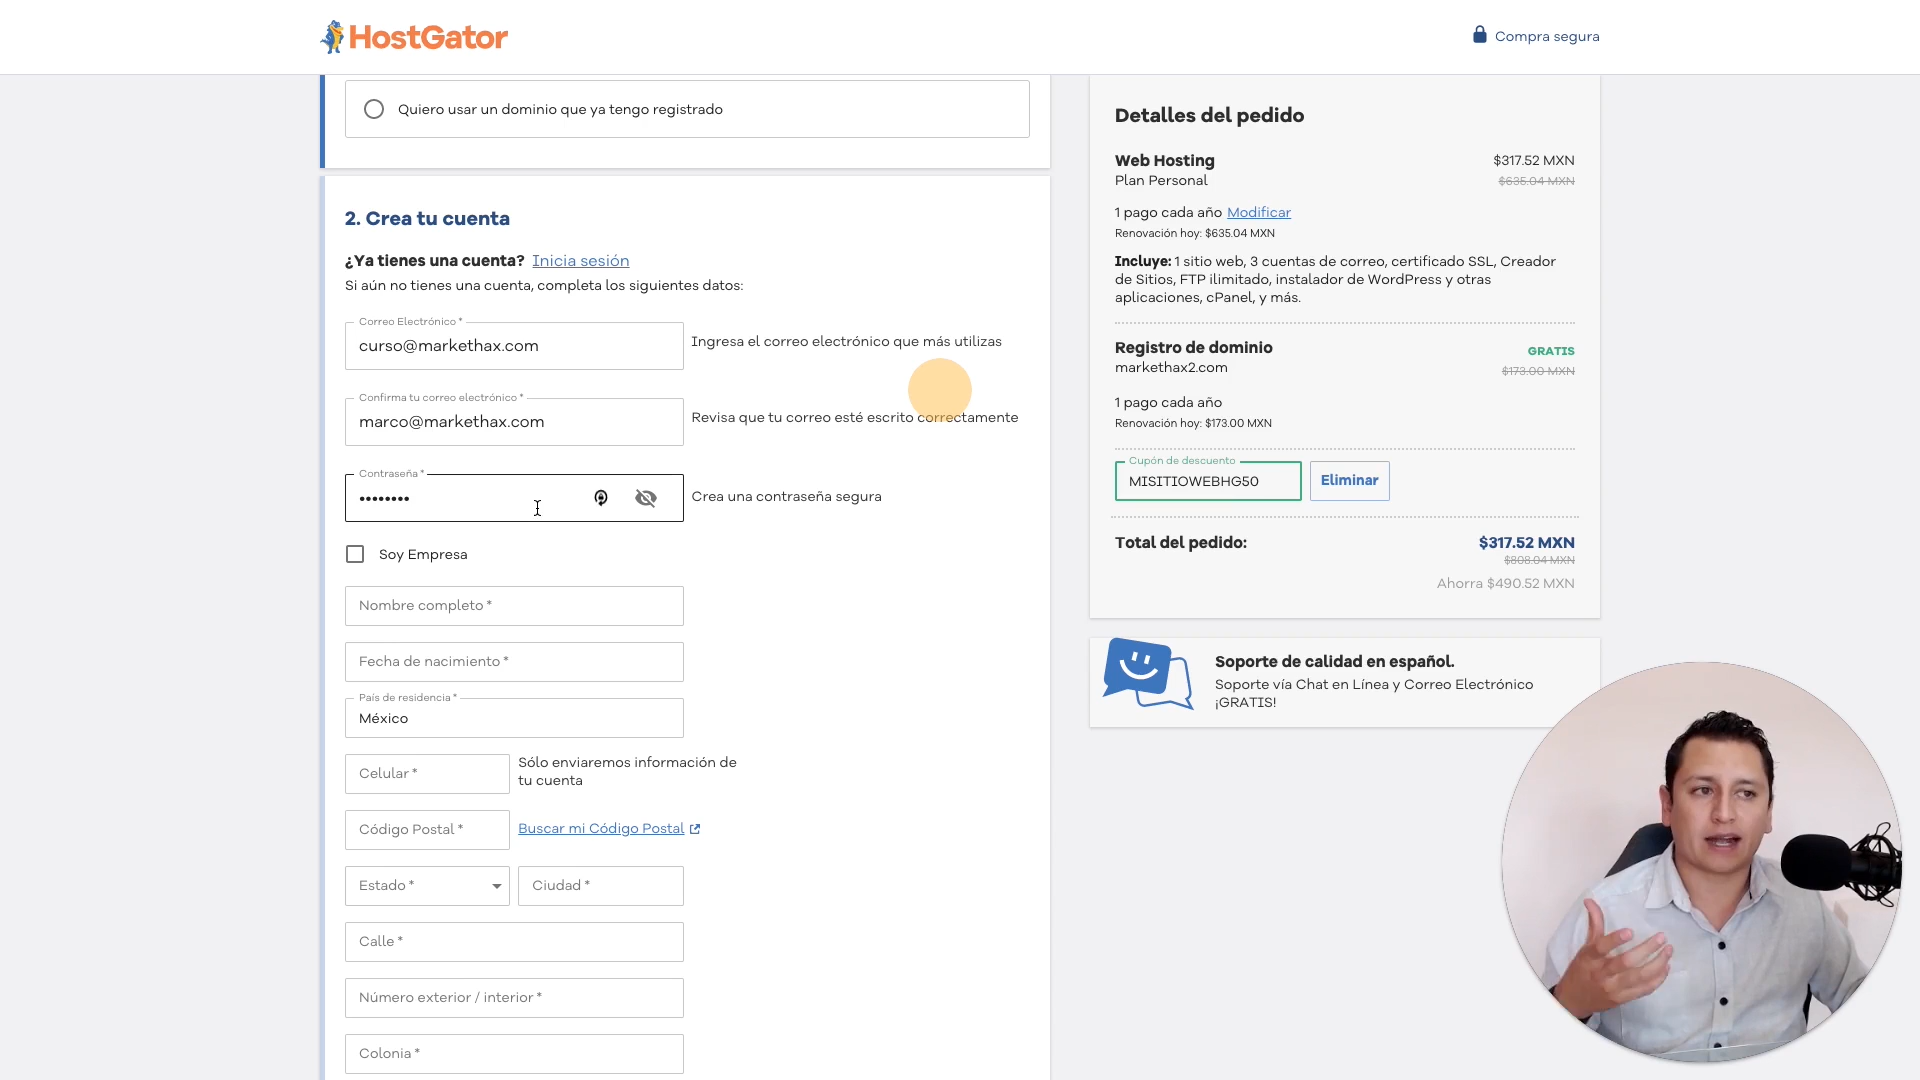 HostGator
Compra segura
Quiero usar un dominio que ya tengo registrado
2. Crea tu cuenta
¿Ya tienes una cuenta? Inicia sesión
Si aún no tienes una cuenta, completa los siguientes datos:
Correo Electrónico *
curso@markethax.com
Ingresa el correo electrónico que más utilizas
Confirma tu correo electrónico *
marco@markethax.com
Revisa que tu correo esté escrito correctamente
Contraseña *
••••••••
Crea una contraseña segura
Soy Empresa
Nombre completo *
Fecha de nacimiento *
País de residencia *
México
Celular *
Sólo enviaremos información de
tu cuenta
Código Postal *
Buscar mi Código Postal
Estado *
Ciudad *
Calle *
Número exterior / interior *
Colonia *
Detalles del pedido
Web Hosting $317.52 MXN
Plan Personal $635.04 MXN
1 pago cada año Modificar
Renovación hoy: $635.04 MXN
Incluye: 1 sitio web, 3 cuentas de correo, certificado SSL, Creador
de Sitios, FTP ilimitado, instalador de WordPress y otras
aplicaciones, cPanel, y más.
Registro de dominio GRATIS
markethax2.com $173.00 MXN
1 pago cada año
Renovación hoy: $173.00 MXN
Cupón de descuento
MISITIOWEBHG50
Eliminar
Total del pedido: $317.52 MXN
$808.04 MXN
Ahorra $490.52 MXN
Soporte de calidad en español.
Soporte vía Chat en Línea y Correo Electrónico
¡GRATIS!